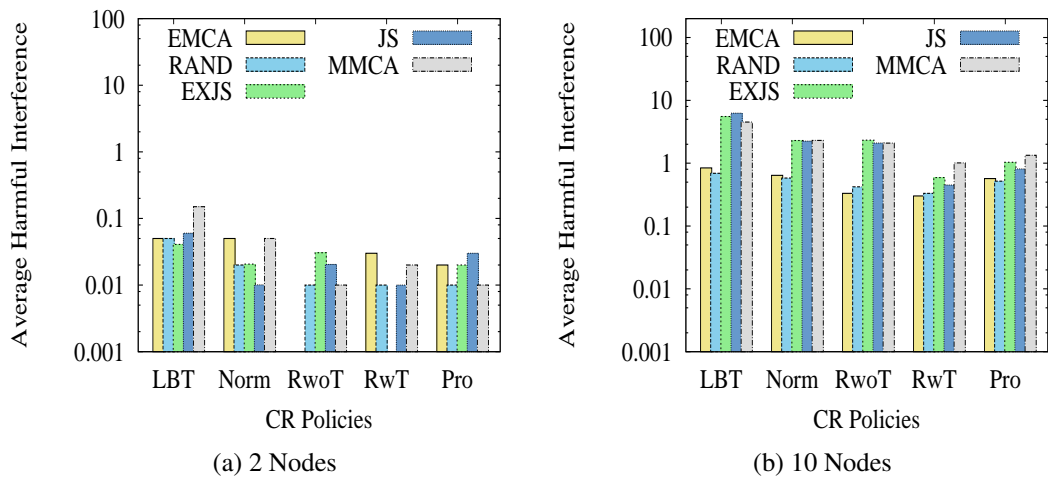 Average Harmful Interference
100
10
1
0.1
0.01
0.001
EMCA
RAND
EXJS
JS
MMCA
LBT Norm RwoT RwT Pro
CR Policies
(a) 2 Nodes
Average Harmful Interference
100
10
1
0.1
0.01
0.001
EMCA
RAND
EXJS
JS
MMCA
LBT Norm RwoT RwT Pro
CR Policies
(b) 10 Nodes